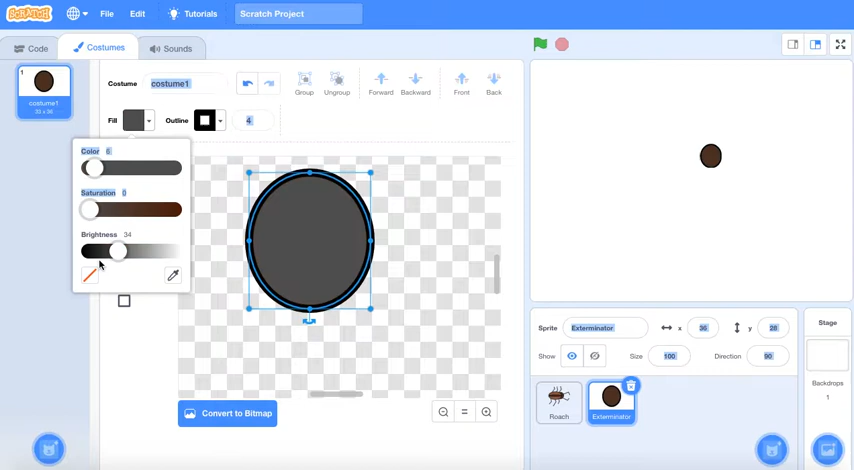 SCRATCH File Edit Tutorials Scratch Project
Code Costumes Sounds
1
costume1
33 x 36
Costume costume1 Group Ungroup Forward Backward Front Back
Fill Outline 4
Color 6
Saturation 0
Brightness 34
Convert to Bitmap
Sprite Exterminator x 36 y 28
Show Size 100 Direction 90
Roach
Exterminator
Stage
Backdrops
1